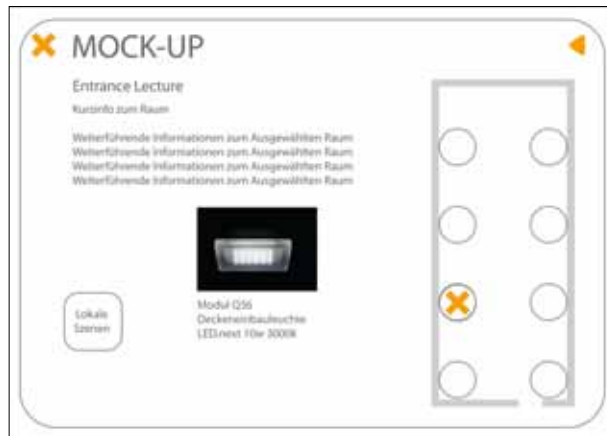 MOCK-UP
Entrance Lecture
Kurzinfo zum Raum
Weiterführende Informationen zum Ausgewählten Raum
Weiterführende Informationen zum Ausgewählten Raum
Weiterführende Informationen zum Ausgewählten Raum
Weiterführende Informationen zum Ausgewählten Raum
Modul Q36
Deckeneinbauleuchte
LED.next 10w 3000k
Lokale
Szenen